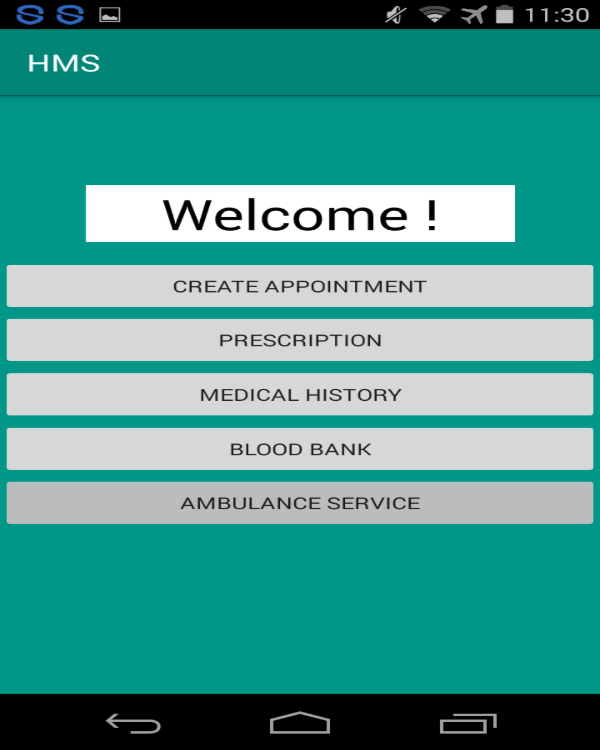 11:30
HMS
Welcome !
CREATE APPOINTMENT
PRESCRIPTION
MEDICAL HISTORY
BLOOD BANK
AMBULANCE SERVICE